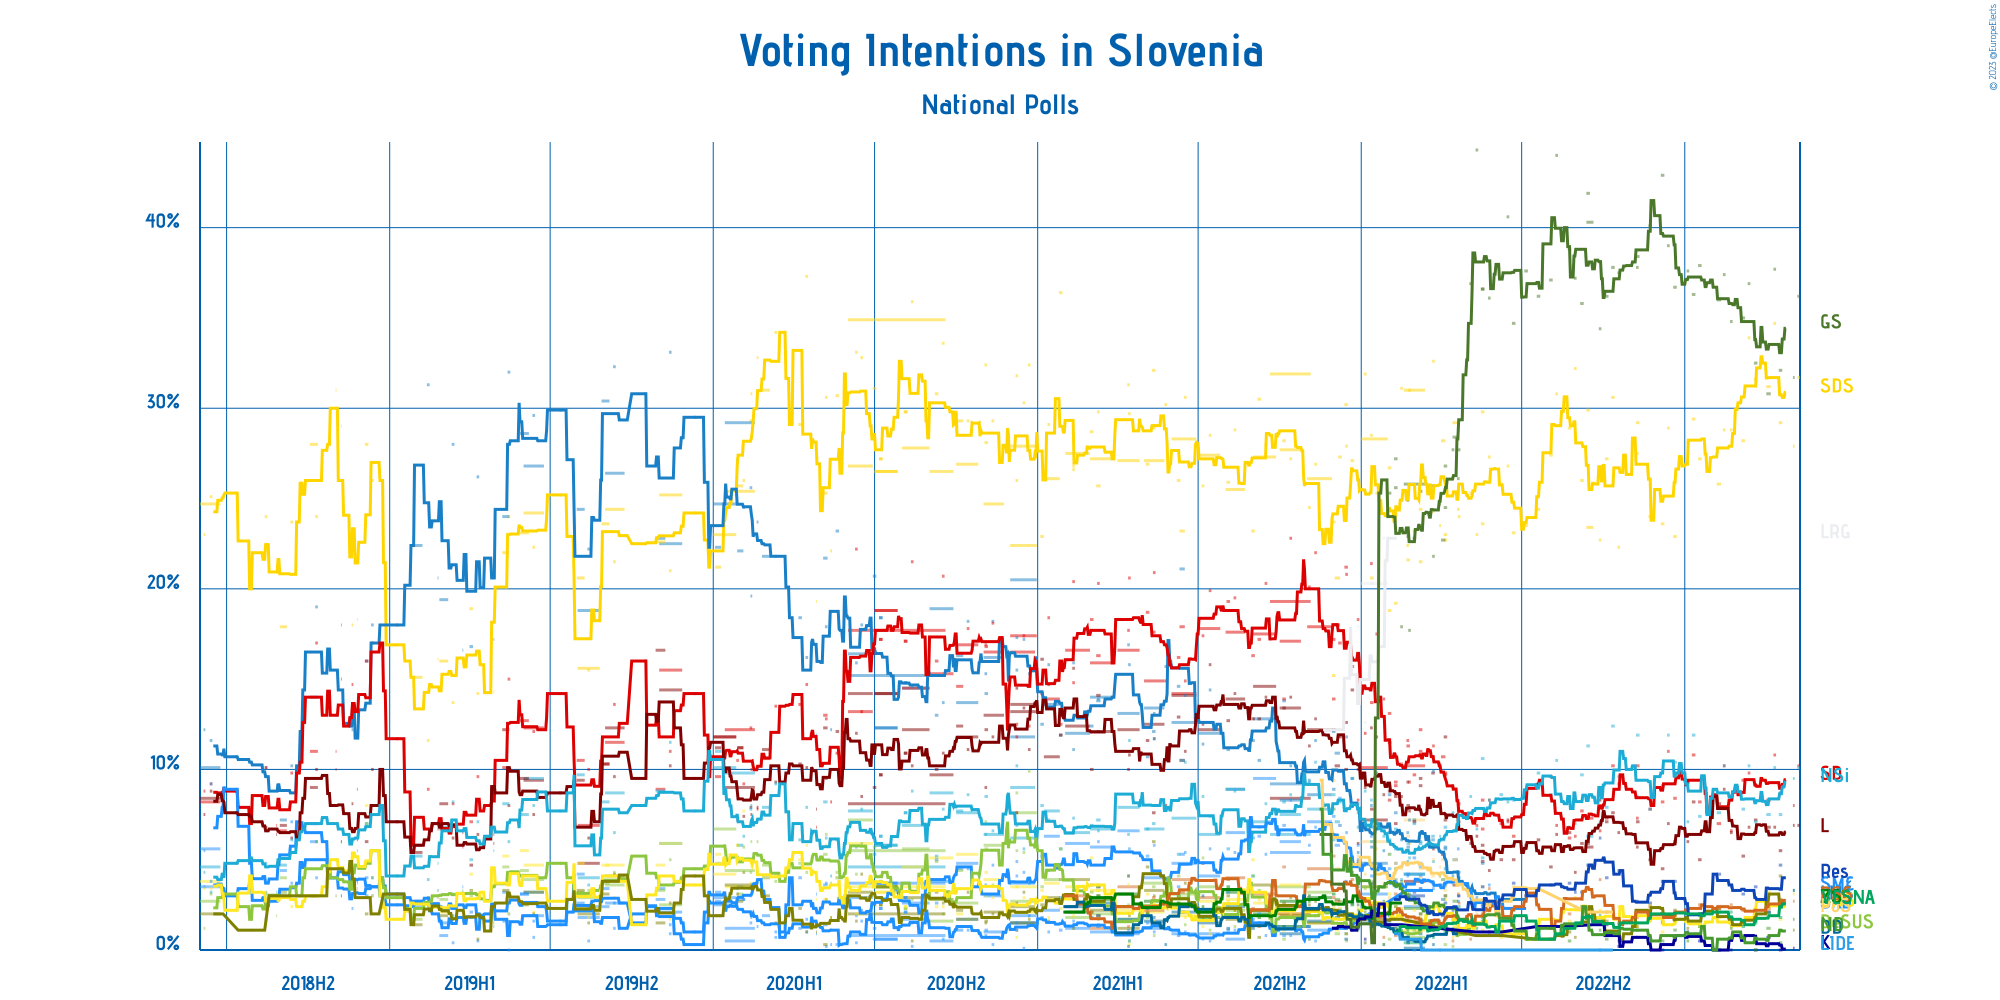 © 2023 @EuropeElects
Voting Intentions in Slovenia
National Polls
40%
30%
20%
10%
0%
GS
SDS
LRG
SD
NSi
L
Res
VESNA
DD
LIDE
2018H2
2019H1
2019H2
2020H1
2020H2
2021H1
2021H2
2022H1
2022H2